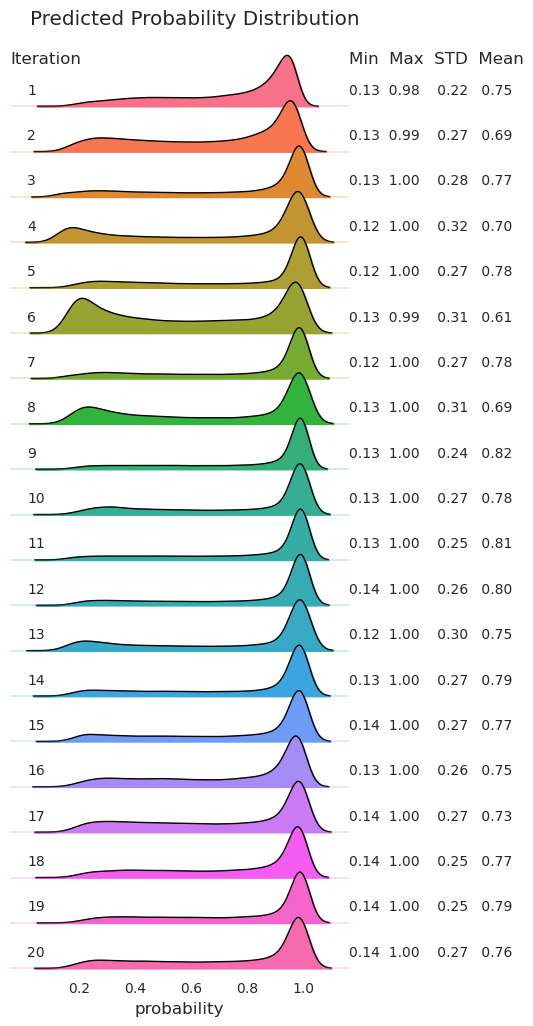 Predicted Probability Distribution
Iteration Min Max STD Mean
1 0.13 0.98 0.22 0.75
2 0.13 0.99 0.27 0.69
3 0.13 1.00 0.28 0.77
4 0.12 1.00 0.32 0.70
5 0.12 1.00 0.27 0.78
6 0.13 0.99 0.31 0.61
7 0.12 1.00 0.27 0.78
8 0.13 1.00 0.31 0.69
9 0.13 1.00 0.24 0.82
10 0.13 1.00 0.27 0.78
11 0.13 1.00 0.25 0.81
12 0.14 1.00 0.26 0.80
13 0.12 1.00 0.30 0.75
14 0.13 1.00 0.27 0.79
15 0.14 1.00 0.27 0.77
16 0.13 1.00 0.26 0.75
17 0.14 1.00 0.27 0.73
18 0.14 1.00 0.25 0.77
19 0.14 1.00 0.25 0.79
20 0.14 1.00 0.27 0.76
0.2 0.4 0.6 0.8 1.0
probability